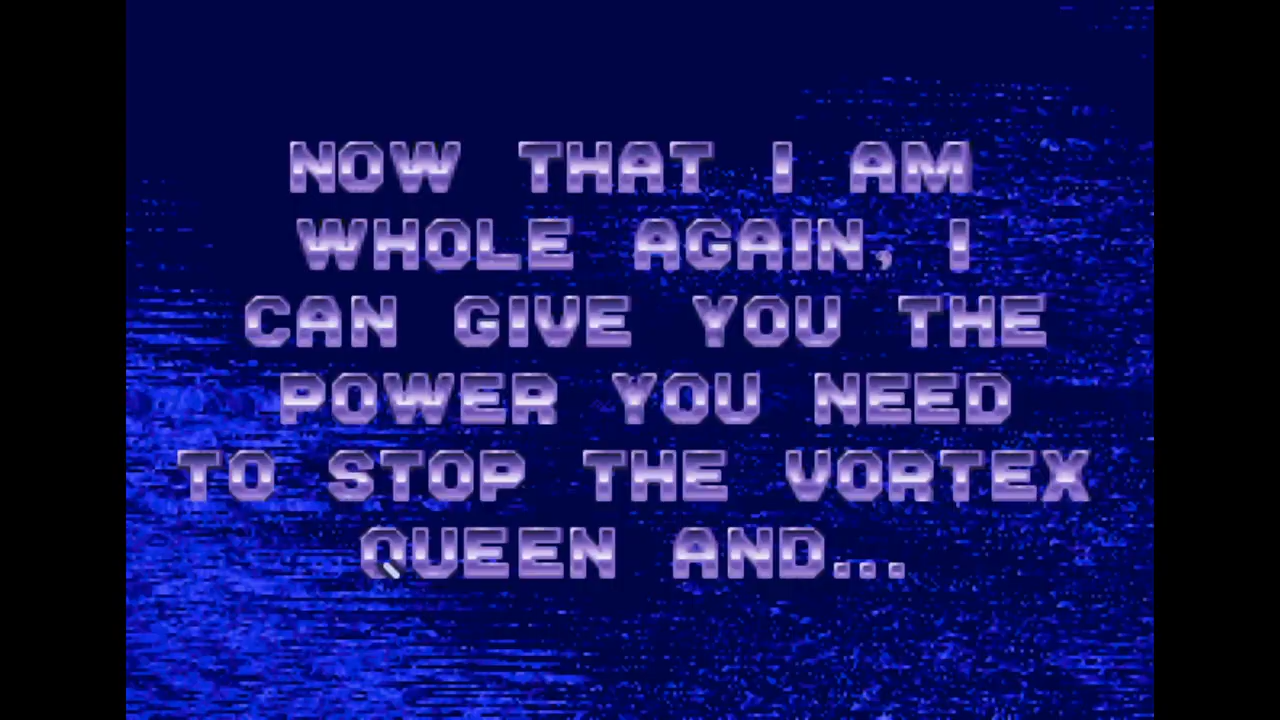 NOW THAT I AM
WHOLE AGAIN, I
CAN GIVE YOU THE
POWER YOU NEED
TO STOP THE VORTEX
QUEEN AND...